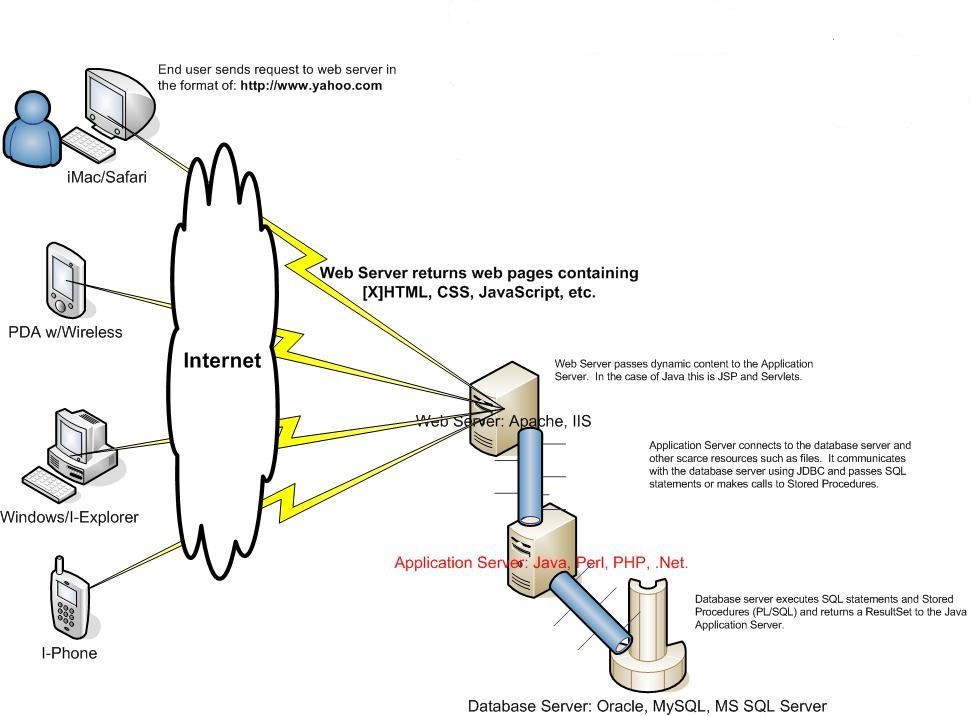 End user sends request to web server in
the format of: http://www.yahoo.com
iMac/Safari
Web Server returns web pages containing
[X]HTML, CSS, JavaScript, etc.
PDA w/Wireless
Internet
Web Server passes dynamic content to the Application
Server. In the case of Java this is JSP and Servlets.
Web Server: Apache, IIS
Application Server connects to the database server and
other scarce resources such as files. It communicates
with the database server using JDBC and passes SQL
statements or makes calls to Stored Procedures.
Windows/I-Explorer
Application Server: Java, Perl, PHP, .Net.
Database server executes SQL statements and Stored
Procedures (PL/SQL) and returns a ResultSet to the Java
Application Server.
I-Phone
Database Server: Oracle, MySQL, MS SQL Server